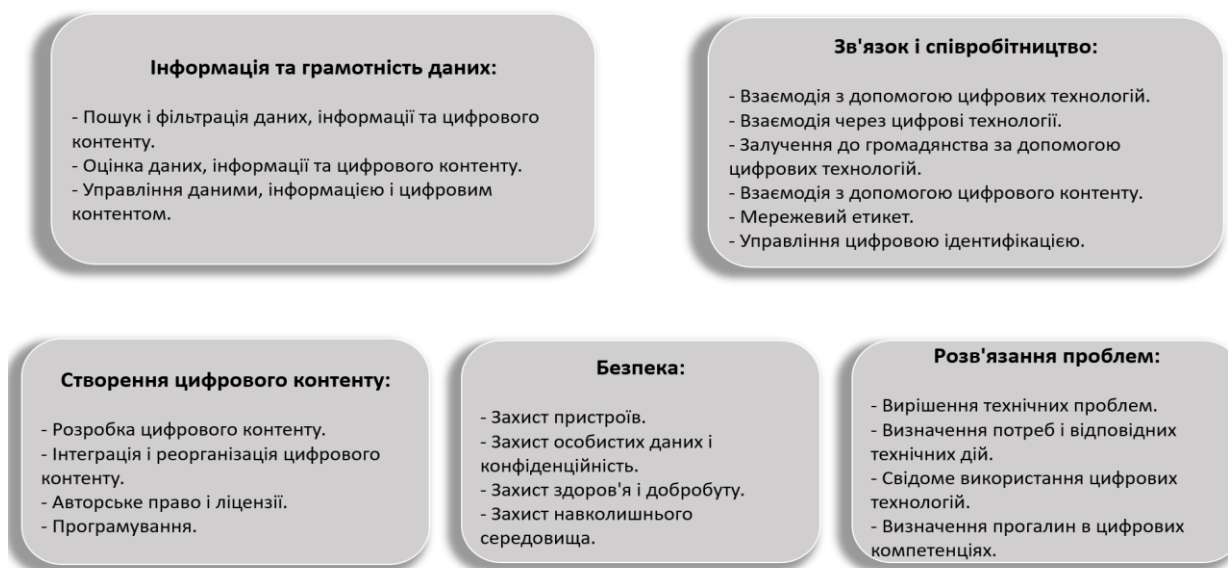 Інформація та грамотність даних:
- Пошук і фільтрація даних, інформації та цифрового
контенту.
- Оцінка даних, інформації та цифрового контенту.
- Управління даними, інформацією і цифровим
контентом.
Зв'язок і співробітництво:
- Взаємодія з допомогою цифрових технологій.
- Взаємодія через цифрові технології.
- Залучення до громадянства за допомогою
цифрових технологій.
- Взаємодія з допомогою цифрового контенту.
- Мережевий етикет.
- Управління цифровою ідентифікацією.
Створення цифрового контенту:
- Розробка цифрового контенту.
- Інтеграція і реорганізація цифрового
контенту.
- Авторське право і ліцензії.
- Програмування.
Безпека:
- Захист пристроїв.
- Захист особистих даних і
конфіденційність.
- Захист здоров'я і добробуту.
- Захист навколишнього
середовища.
Розв'язання проблем:
- Вирішення технічних проблем.
- Визначення потреб і відповідних
технічних дій.
- Свідоме використання цифрових
технологій.
- Визначення прогалин в цифрових
компетенціях.